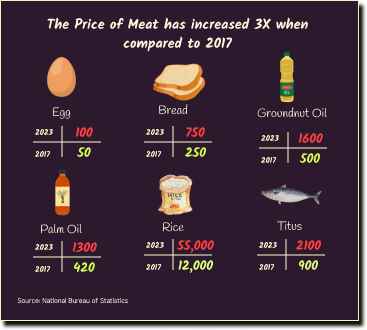 The Price of Meat has increased 3X when
compared to 2017
Egg
2023 100
2017 50
Bread
2023 750
2017 250
Groundnut Oil
2023 1600
2017 500
Palm Oil
2023 1300
2017 420
RICE
Rice
2023 55,000
2017 12,000
Titus
2023 2100
2017 900
Source: National Bureau of Statistics